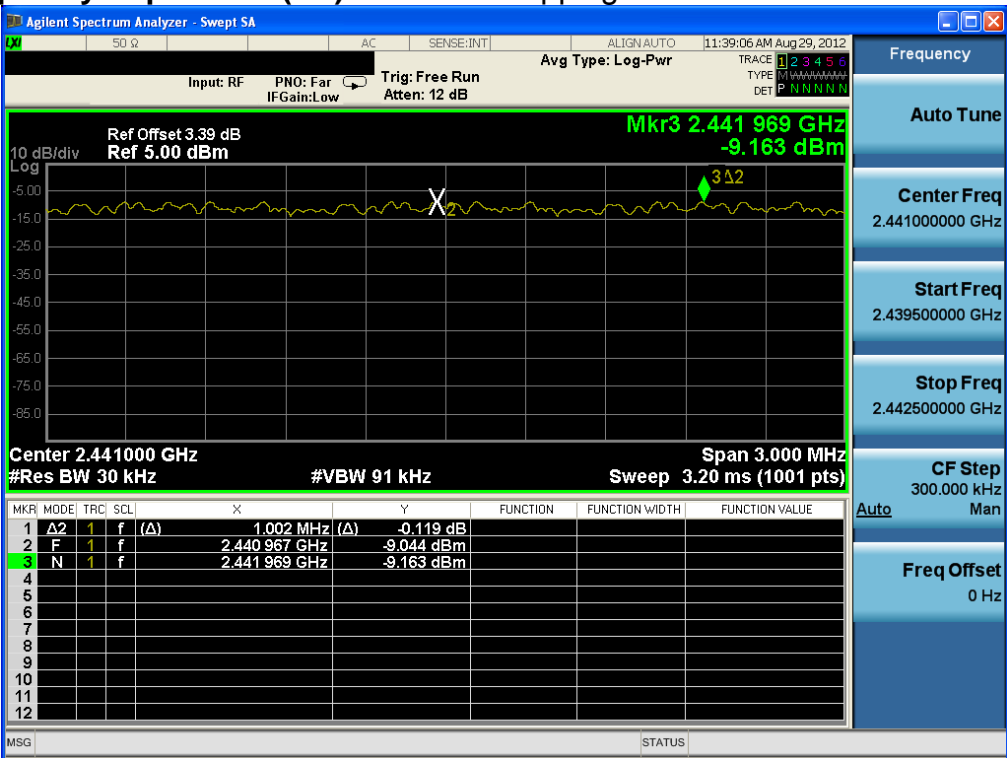 Agilent Spectrum Analyzer - Swept SA
LXI 50 Ω AC SENSE:INT ALIGN AUTO 11:39:06 AM Aug 29, 2012
Avg Type: Log-Pwr TRACE 1 2 3 4 5 6
Input: RF PNO: Far Trig: Free Run TYPE M
IFGain:Low Atten: 12 dB DET P N N N N N
Mkr3 2.441 969 GHz
-9.163 dBm
Ref Offset 3.39 dB
10 dB/div Ref 5.00 dBm
Log
3 Δ2
-5.00
X
2
-15.0
-25.0
-35.0
-45.0
-55.0
-65.0
-75.0
-85.0
Center 2.441000 GHz Span 3.000 MHz
#Res BW 30 kHz #VBW 91 kHz Sweep 3.20 ms (1001 pts)
MKR MODE TRC SCL X Y FUNCTION FUNCTION WIDTH FUNCTION VALUE
1 Δ2 1 f (Δ) 1.002 MHz (Δ) -0.119 dB
2 F 1 f 2.440 967 GHz -9.044 dBm
3 N 1 f 2.441 969 GHz -9.163 dBm
4
5
6
7
8
9
10
11
12
MSG STATUS
Frequency
Auto Tune
Center Freq
2.441000000 GHz
Start Freq
2.439500000 GHz
Stop Freq
2.442500000 GHz
CF Step
300.000 kHz
Auto Man
Freq Offset
0 Hz